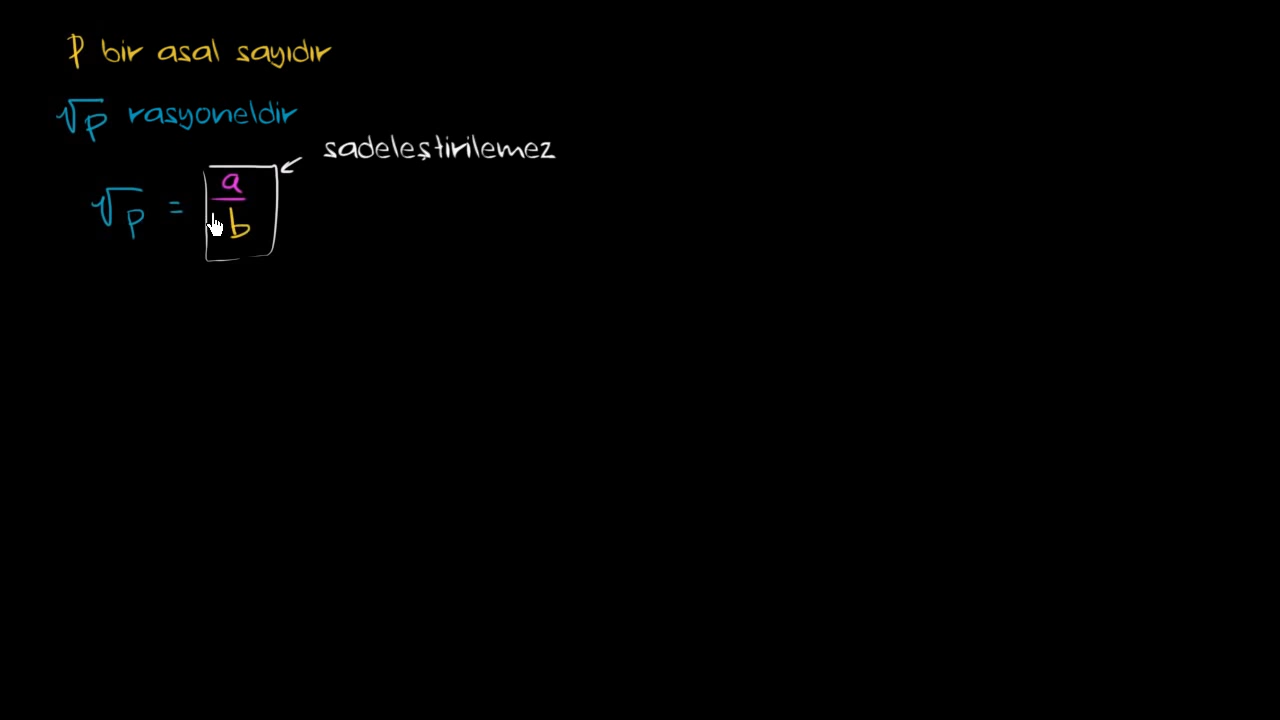 P bir asal sayıdır
√p rasyoneldir
sadeleştirilemez
√p = a/b